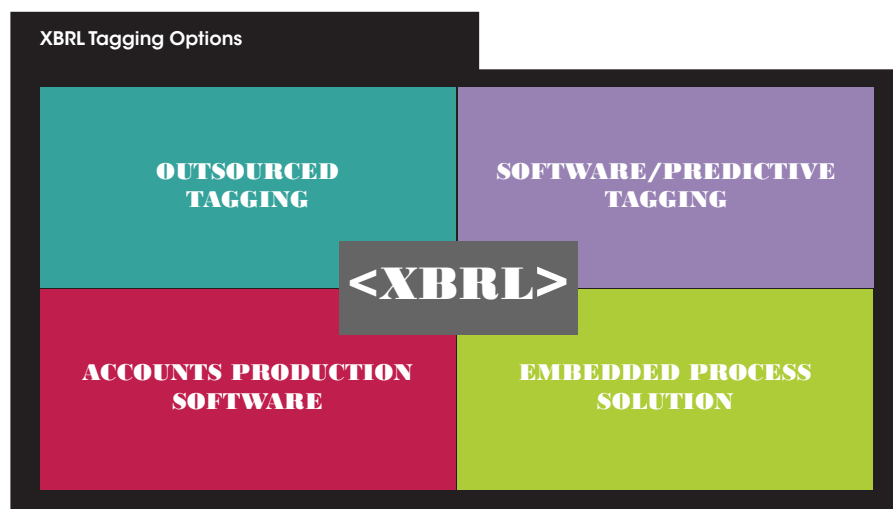 XBRL Tagging Options
OUTSOURCED
TAGGING
SOFTWARE/PREDICTIVE
TAGGING
<XBRL>
ACCOUNTS PRODUCTION
SOFTWARE
EMBEDDED PROCESS
SOLUTION